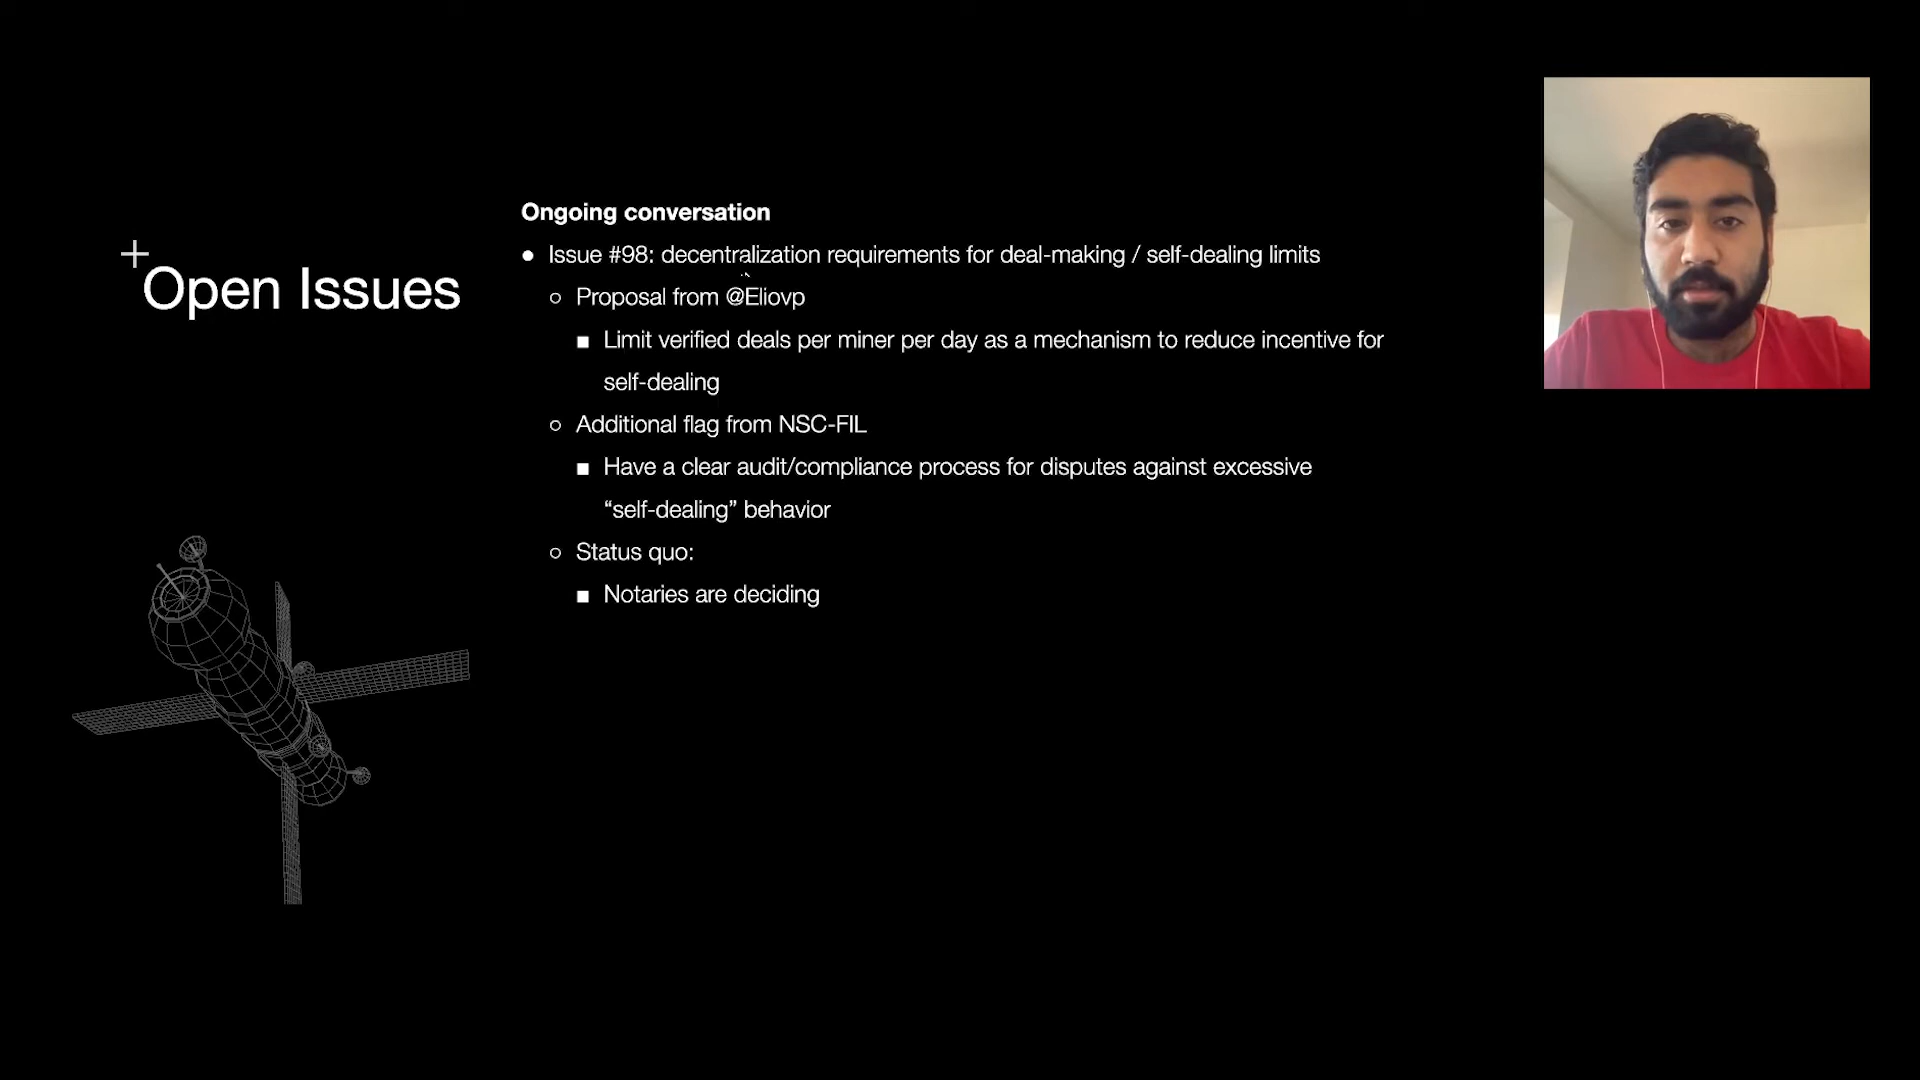 Open Issues
Ongoing conversation
● Issue #98: decentralization requirements for deal-making / self-dealing limits
○ Proposal from @Eliovp
■ Limit verified deals per miner per day as a mechanism to reduce incentive for
self-dealing
○ Additional flag from NSC-FIL
■ Have a clear audit/compliance process for disputes against excessive
“self-dealing” behavior
○ Status quo:
■ Notaries are deciding